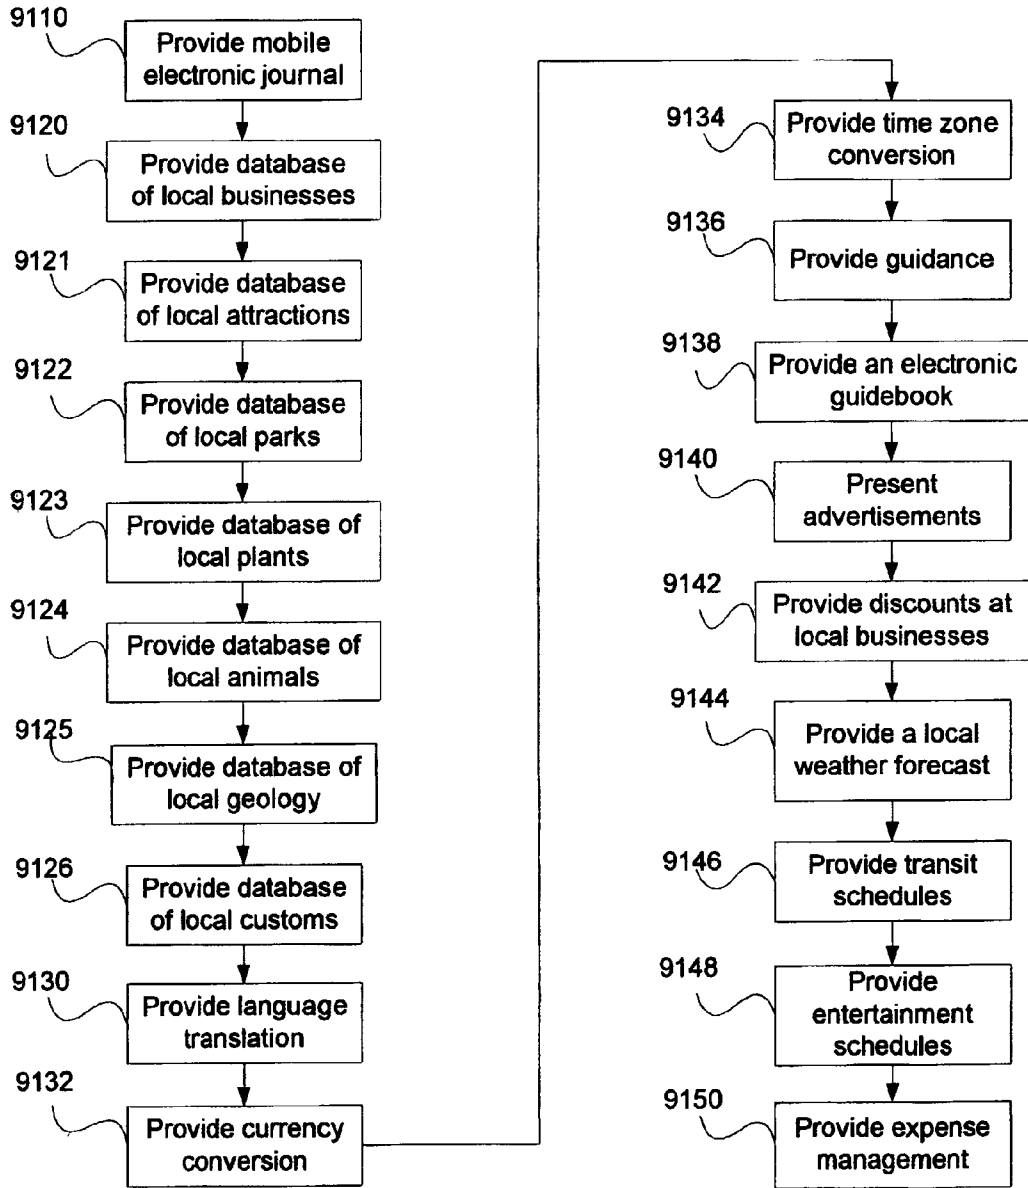 9110
Provide mobile
electronic journal
9120
Provide database
of local businesses
9121
Provide database
of local attractions
9122
Provide database
of local parks
9123
Provide database of
local plants
9124
Provide database of
local animals
9125
Provide database of
local geology
9126
Provide database
of local customs
9130
Provide language
translation
9132
Provide currency
conversion
9134
Provide time zone
conversion
9136
Provide guidance
9138
Provide an electronic
guidebook
9140
Present
advertisements
9142
Provide discounts at
local businesses
9144
Provide a local
weather forecast
9146
Provide transit
schedules
9148
Provide
entertainment
schedules
9150
Provide expense
management